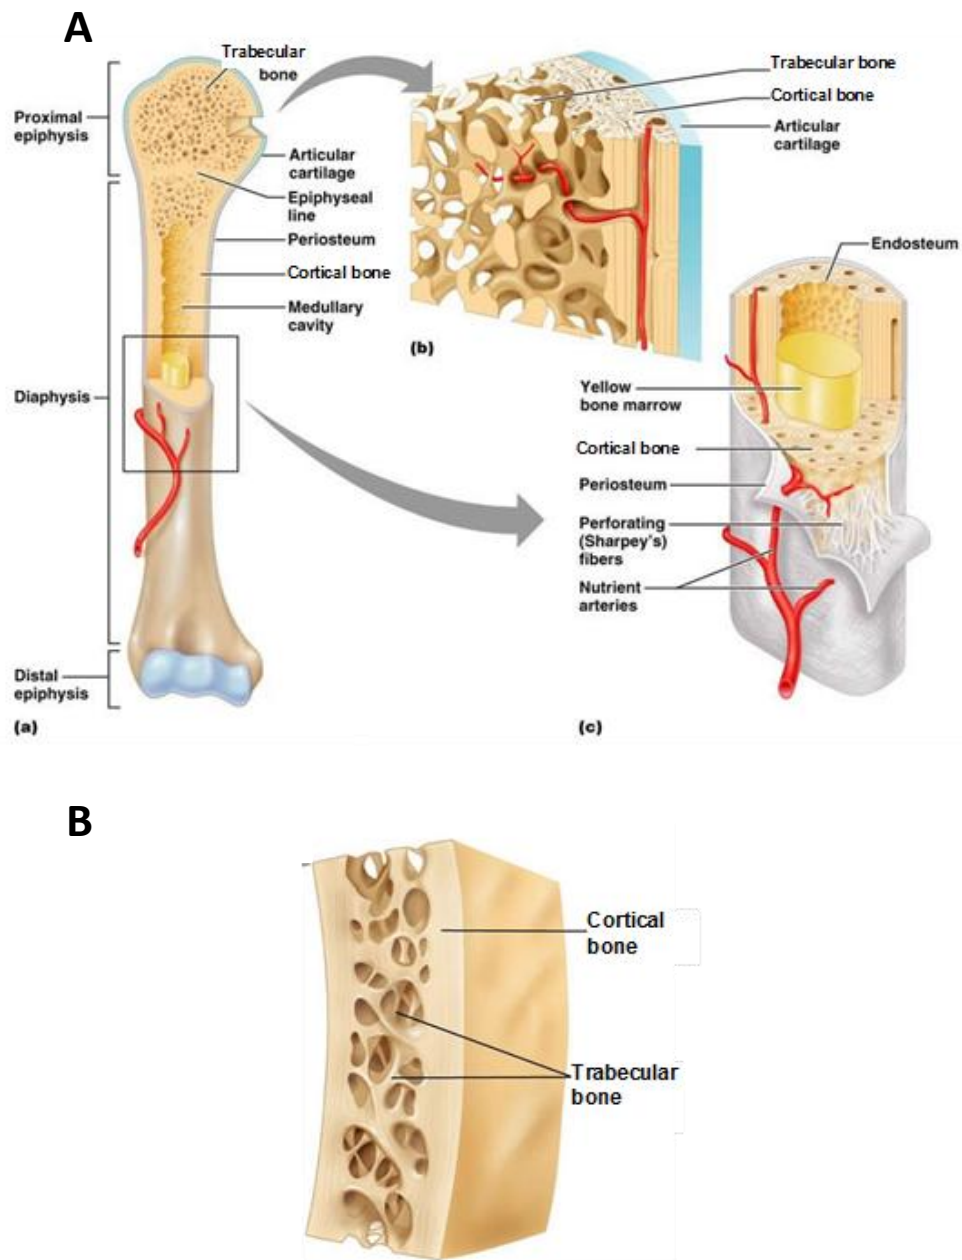 A
Trabecular
bone
Proximal
epiphysis
Articular
cartilage
Epiphyseal
line
Periosteum
Cortical bone
Medullary
cavity
Diaphysis
Distal
epiphysis
(a)
Trabecular bone
Cortical bone
Articular
cartilage
(b)
Endosteum
Yellow
bone marrow
Cortical bone
Periosteum
Perforating
(Sharpey's)
fibers
Nutrient
arteries
(c)
B
Cortical
bone
Trabecular
bone